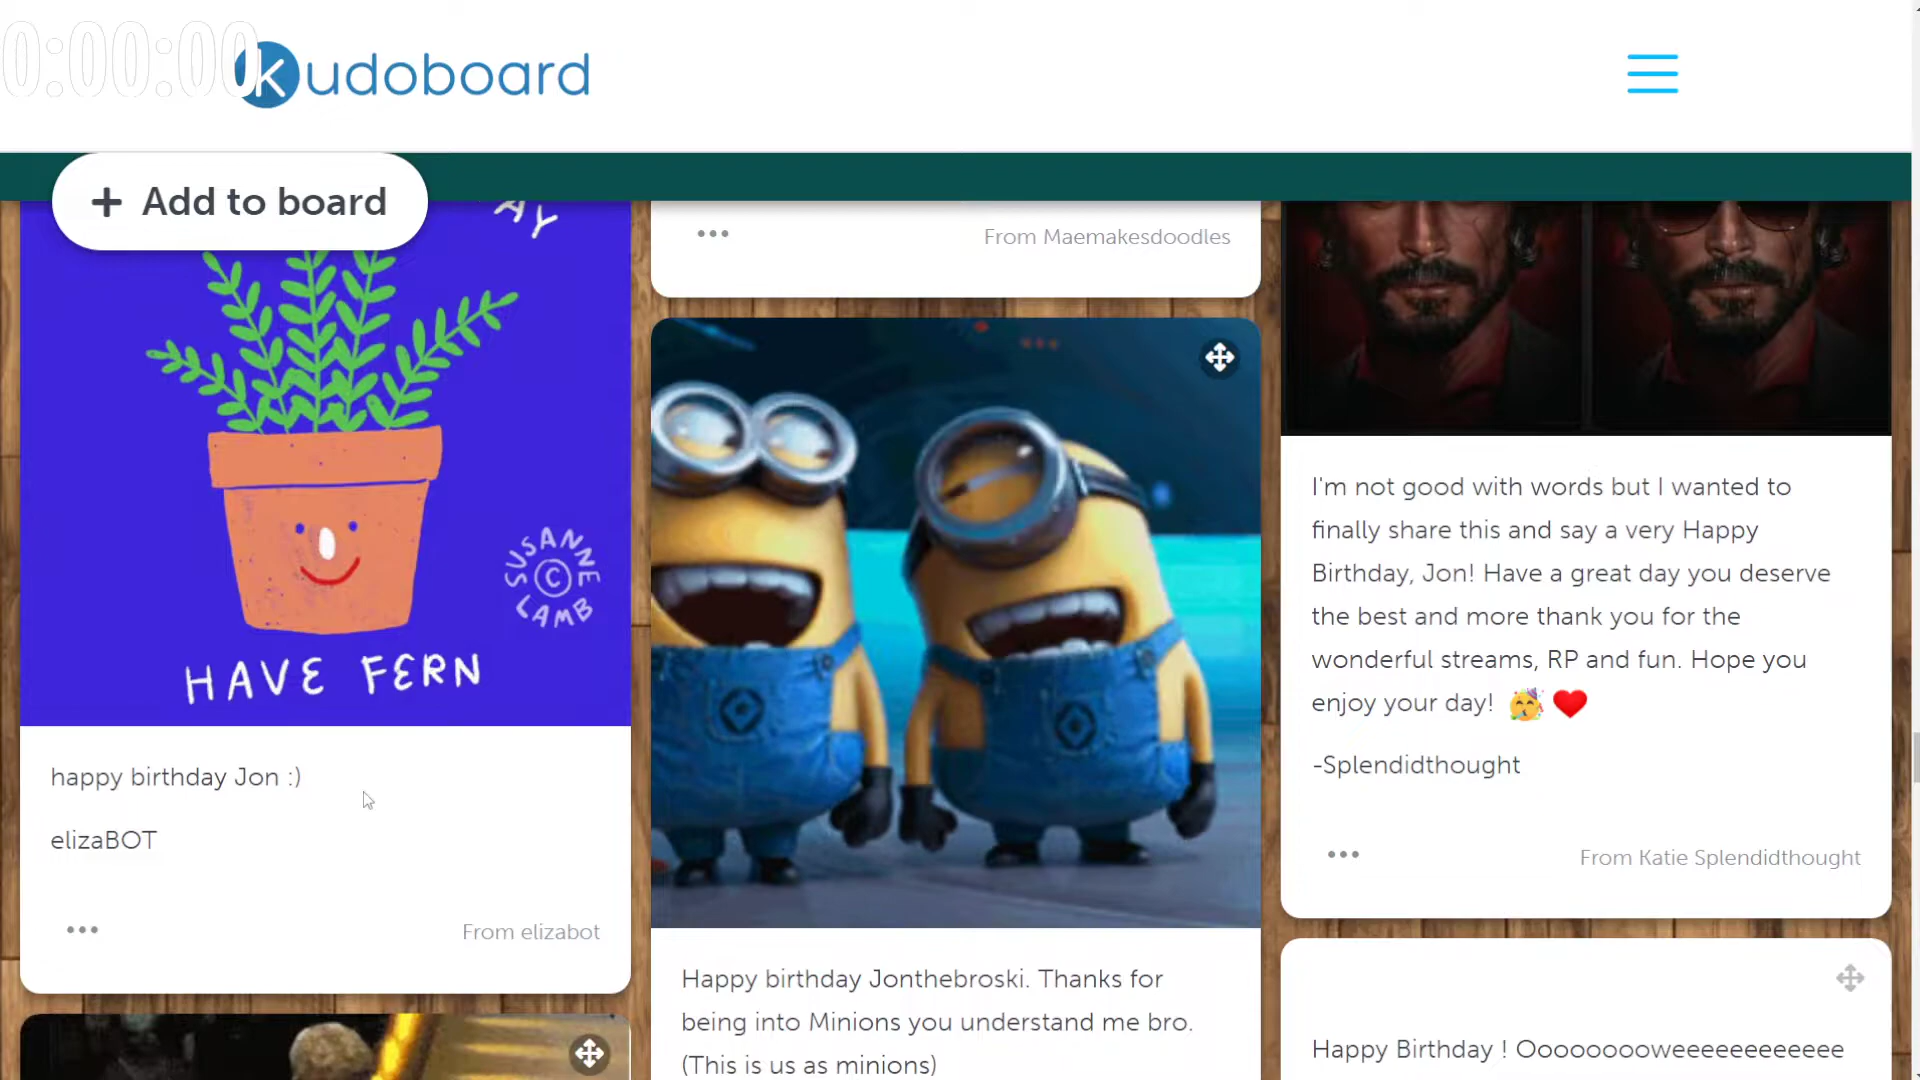 0:00:00
kudoboard
+ Add to board
AY
HAVE FERN
SUSANNE
©
LAMB
happy birthday Jon :)
elizaBOT
From elizabot
From Maemakesdoodles
Happy birthday Jonthebroski. Thanks for
being into Minions you understand me bro.
(This is us as minions)
I'm not good with words but I wanted to
finally share this and say a very Happy
Birthday, Jon! Have a great day you deserve
the best and more thank you for the
wonderful streams, RP and fun. Hope you
enjoy your day! 🥳❤️
-Splendidthought
From Katie Splendidthought
Happy Birthday ! Ooooooooweeeeeeeeeeee